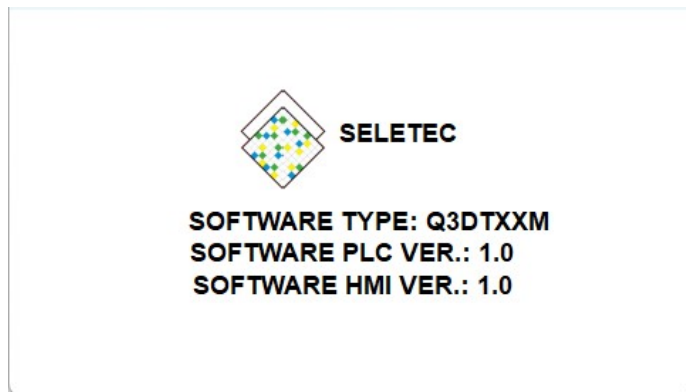 SELETEC
SOFTWARE TYPE: Q3DTXXM
SOFTWARE PLC VER.: 1.0
SOFTWARE HMI VER.: 1.0